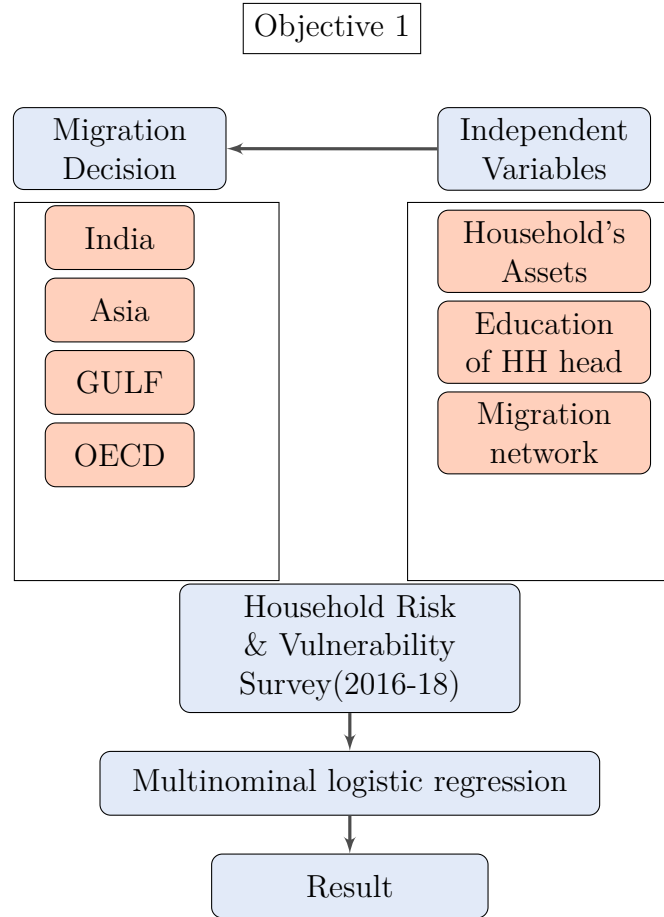 Objective 1
Migration
Decision
Independent
Variables
India
Asia
GULF
OECD
Household's
Assets
Education
of HH head
Migration
network
Household Risk
& Vulnerability
Survey(2016-18)
Multinominal logistic regression
Result